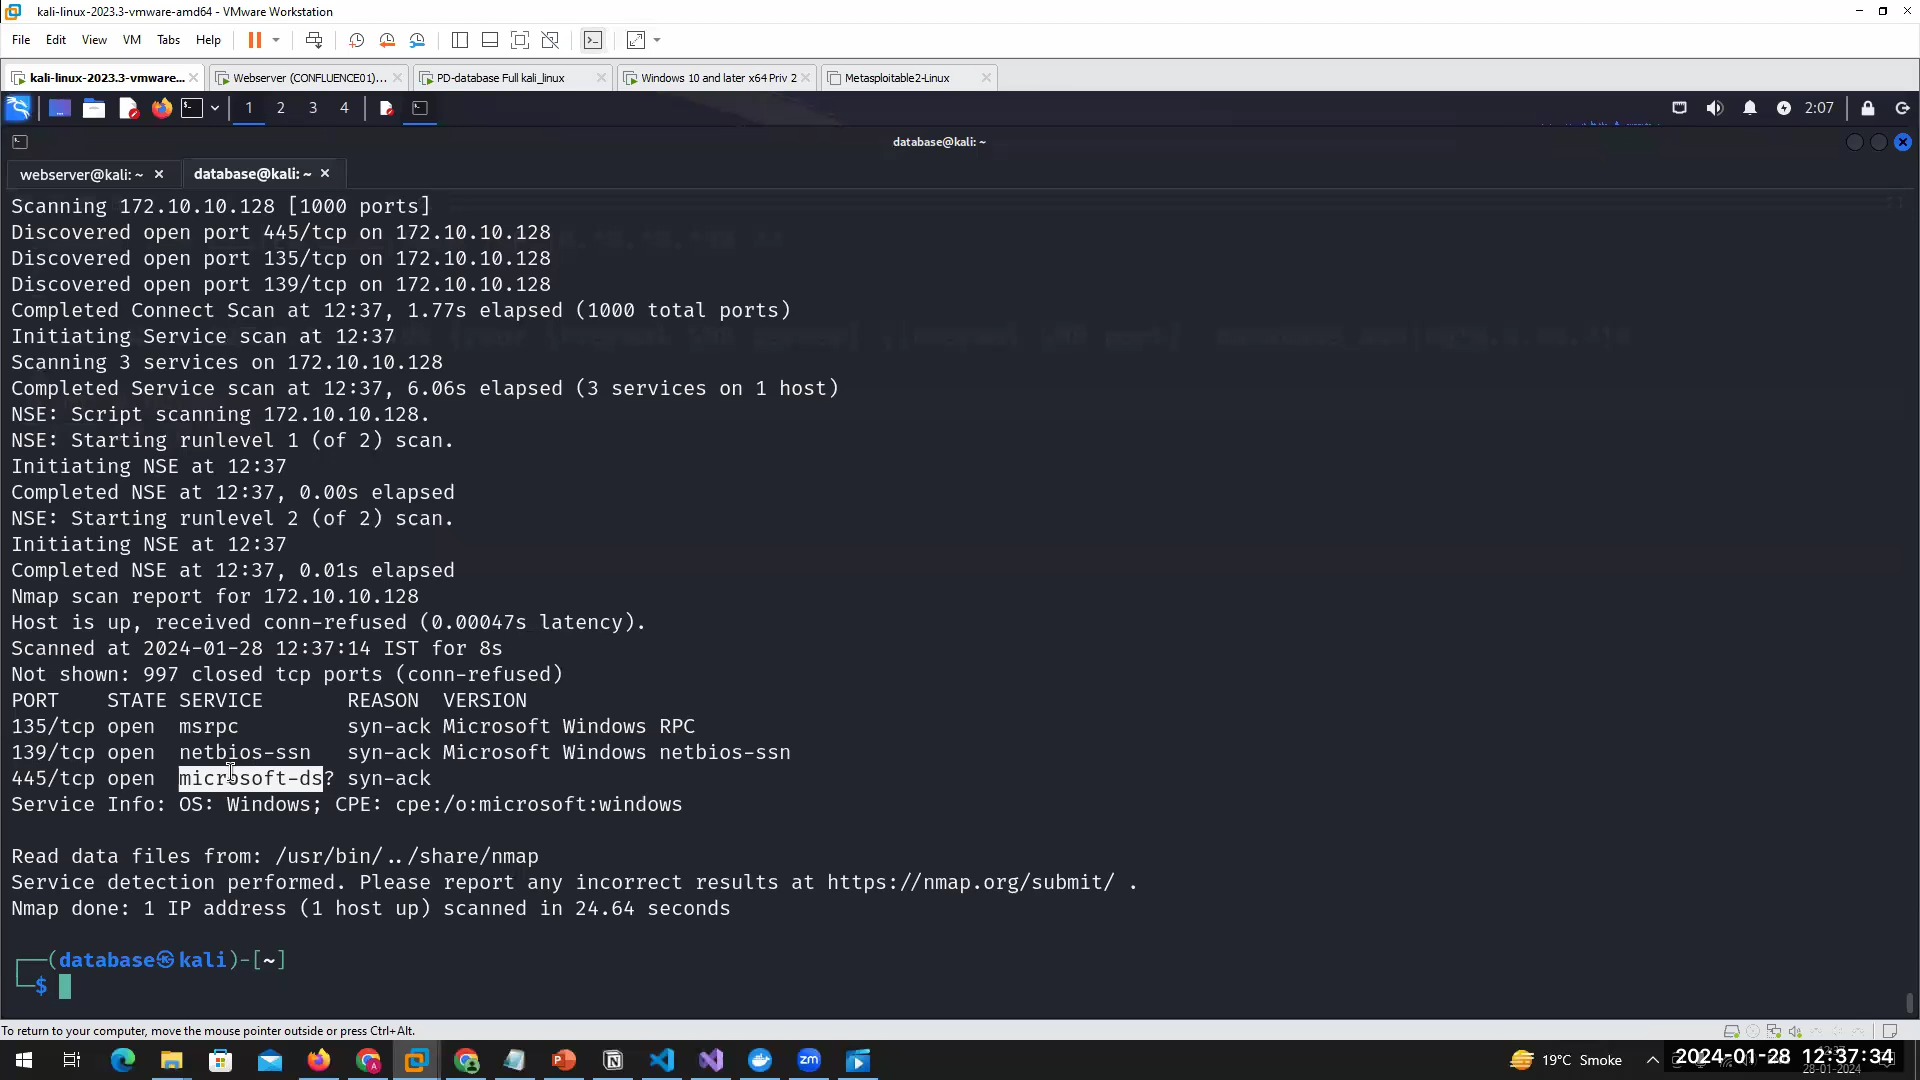 kali-linux-2023.3-vmware-amd64 - VMware Workstation
File Edit View VM Tabs Help
kali-linux-2023.3-vmware... Webserver (CONFLUENCE01)... PD-database Full kali_linux Windows 10 and later x64 Priv 2 Metasploitable2-Linux
1 2 3 4 2:07
database@kali: ~
webserver@kali: ~ database@kali: ~
Scanning 172.10.10.128 [1000 ports]
Discovered open port 445/tcp on 172.10.10.128
Discovered open port 135/tcp on 172.10.10.128
Discovered open port 139/tcp on 172.10.10.128
Completed Connect Scan at 12:37, 1.77s elapsed (1000 total ports)
Initiating Service scan at 12:37
Scanning 3 services on 172.10.10.128
Completed Service scan at 12:37, 6.06s elapsed (3 services on 1 host)
NSE: Script scanning 172.10.10.128.
NSE: Starting runlevel 1 (of 2) scan.
Initiating NSE at 12:37
Completed NSE at 12:37, 0.00s elapsed
NSE: Starting runlevel 2 (of 2) scan.
Initiating NSE at 12:37
Completed NSE at 12:37, 0.01s elapsed
Nmap scan report for 172.10.10.128
Host is up, received conn-refused (0.00047s latency).
Scanned at 2024-01-28 12:37:14 IST for 8s
Not shown: 997 closed tcp ports (conn-refused)
PORT STATE SERVICE REASON VERSION
135/tcp open msrpc syn-ack Microsoft Windows RPC
139/tcp open netbios-ssn syn-ack Microsoft Windows netbios-ssn
445/tcp open microsoft-ds? syn-ack
Service Info: OS: Windows; CPE: cpe:/o:microsoft:windows
Read data files from: /usr/bin/../share/nmap
Service detection performed. Please report any incorrect results at https://nmap.org/submit/ .
Nmap done: 1 IP address (1 host up) scanned in 24.64 seconds
┌──(database㉿kali)-[~]
└─$
To return to your computer, move the mouse pointer outside or press Ctrl+Alt.
19°C Smoke 2024-01-28 12:37:34
28-01-2024